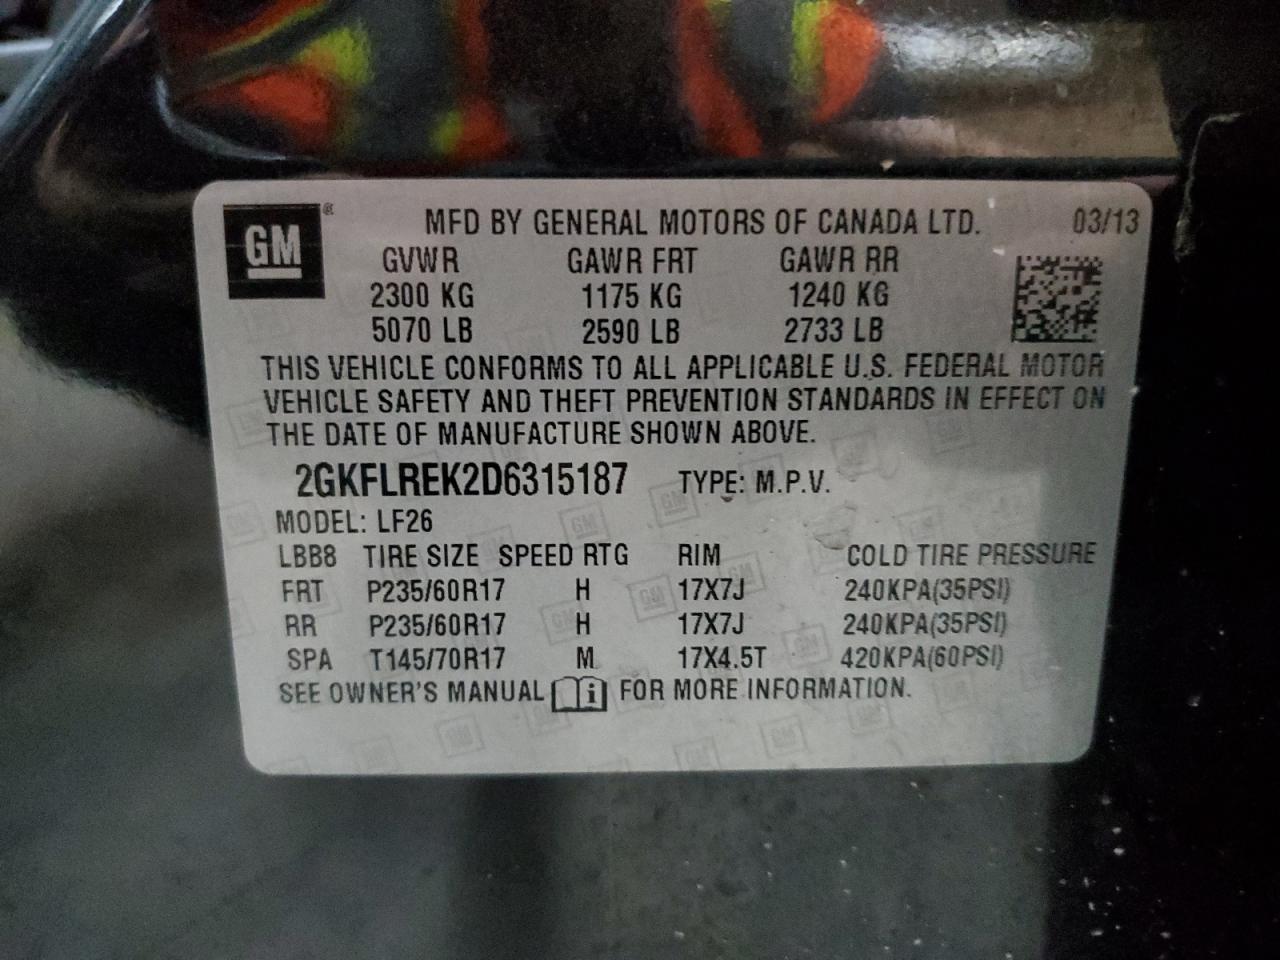 GM ®
MFD BY GENERAL MOTORS OF CANADA LTD. 03/13
GVWR GAWR FRT GAWR RR
2300 KG 1175 KG 1240 KG
5070 LB 2590 LB 2733 LB
THIS VEHICLE CONFORMS TO ALL APPLICABLE U.S. FEDERAL MOTOR
VEHICLE SAFETY AND THEFT PREVENTION STANDARDS IN EFFECT ON
THE DATE OF MANUFACTURE SHOWN ABOVE.
2GKFLREK2D6315187 TYPE: M.P.V.
MODEL: LF26
LBB8 TIRE SIZE SPEED RTG RIM COLD TIRE PRESSURE
FRT P235/60R17 H 17X7J 240KPA(35PSI)
RR P235/60R17 H 17X7J 240KPA(35PSI)
SPA T145/70R17 M 17X4.5T 420KPA(60PSI)
SEE OWNER'S MANUAL i FOR MORE INFORMATION.